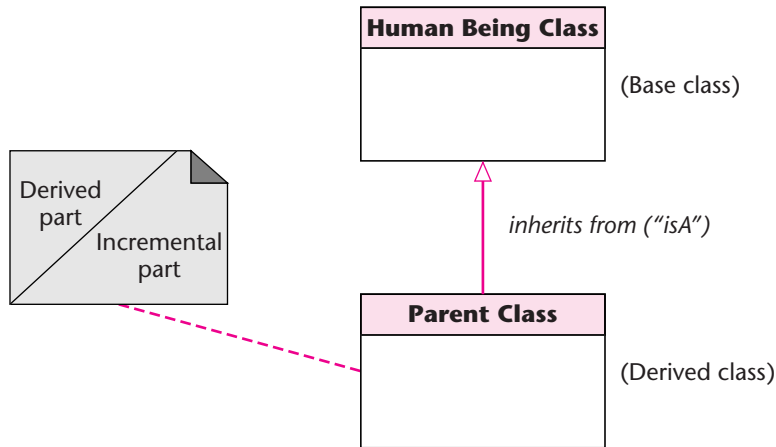 Human Being Class
(Base class)
Derived
part
Incremental
part
inherits from (“isA”)
Parent Class
(Derived class)